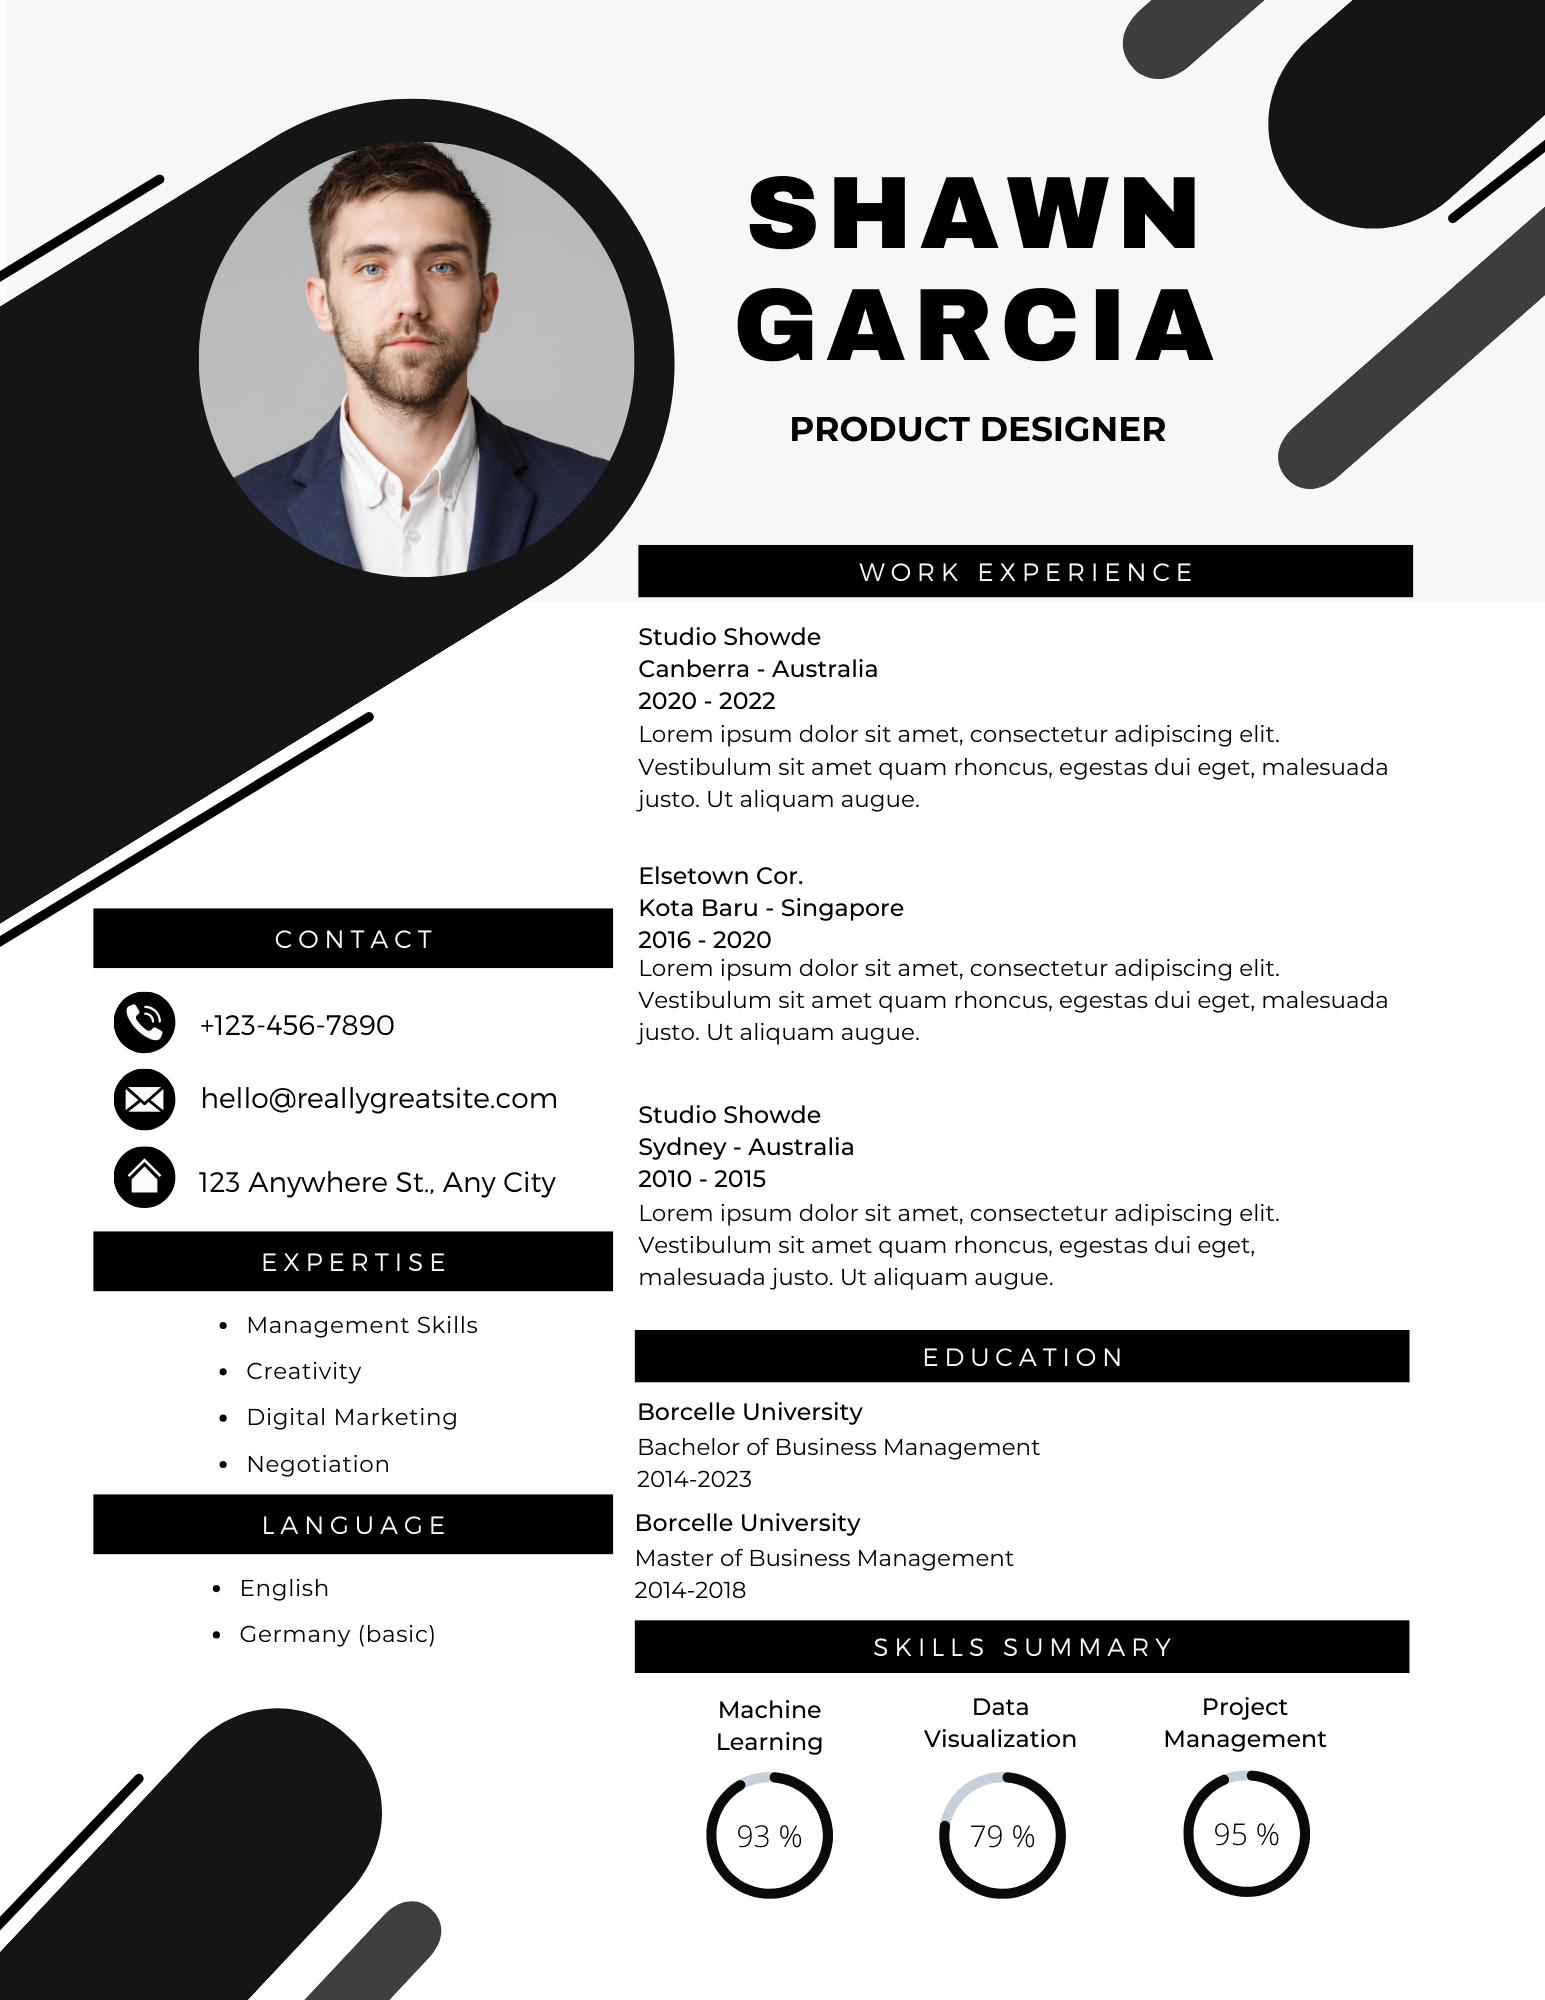 SHAWN
GARCIA
PRODUCT DESIGNER
CONTACT
+123-456-7890
hello@reallygreatsite.com
123 Anywhere St., Any City
EXPERTISE
Management Skills
Creativity
Digital Marketing
Negotiation
LANGUAGE
English
Germany (basic)
WORK EXPERIENCE
Studio Showde
Canberra - Australia
2020 - 2022
Lorem ipsum dolor sit amet, consectetur adipiscing elit.
Vestibulum sit amet quam rhoncus, egestas dui eget, malesuada
justo. Ut aliquam augue.
Elsetown Cor.
Kota Baru - Singapore
2016 - 2020
Lorem ipsum dolor sit amet, consectetur adipiscing elit.
Vestibulum sit amet quam rhoncus, egestas dui eget, malesuada
justo. Ut aliquam augue.
Studio Showde
Sydney - Australia
2010 - 2015
Lorem ipsum dolor sit amet, consectetur adipiscing elit.
Vestibulum sit amet quam rhoncus, egestas dui eget,
malesuada justo. Ut aliquam augue.
EDUCATION
Borcelle University
Bachelor of Business Management
2014-2023
Borcelle University
Master of Business Management
2014-2018
SKILLS SUMMARY
Machine
Learning
93 %
Data
Visualization
79 %
Project
Management
95 %